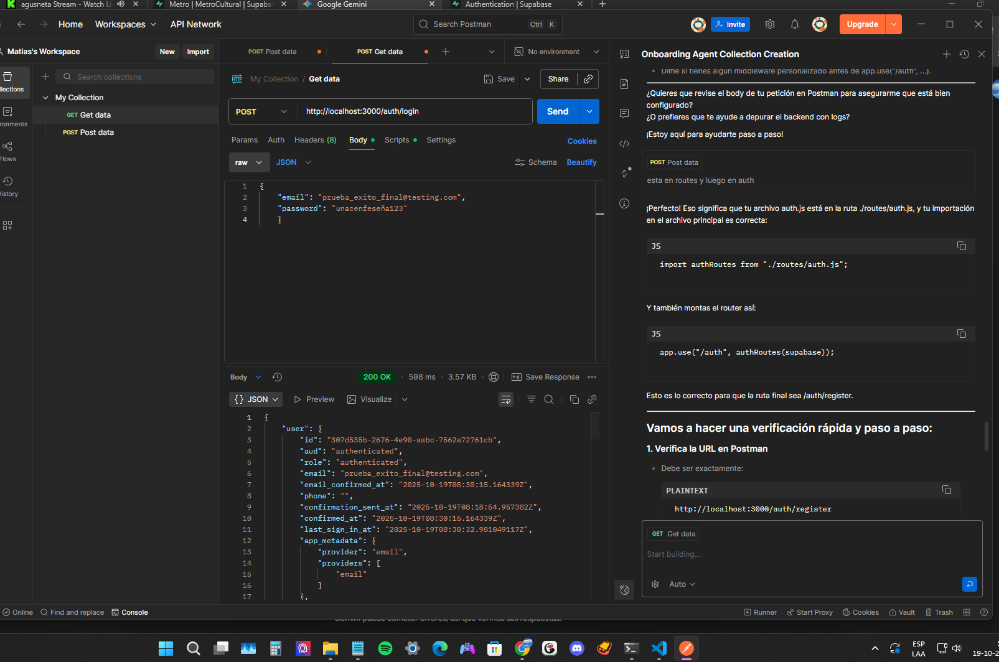 agusneta Stream - Watch Li
Metro | MetroCultural | Supaba
Google Gemini
Authentication | Supabase
Home
Workspaces
API Network
Search Postman
Ctrl
K
Invite
Upgrade
Matias's Workspace
New
Import
POST Post data
POST Get data
No environment
Onboarding Agent Collection Creation
Search collections
My Collection
GET Get data
POST Post data
llections
ronments
Flows
History
My Collection / Get data
Save
Share
POST
http://localhost:3000/auth/login
Send
Params
Auth
Headers (8)
Body
Scripts
Settings
Cookies
raw
JSON
Schema
Beautify
1 {
2 "email": "prueba_exito_final@testing.com",
3 "password": "unacenfeseña123"
4 }
Body
200 OK
598 ms
3.57 KB
Save Response
{} JSON
Preview
Visualize
1 {
2 "user": {
3 "id": "307d535b-2676-4e90-aabc-7562e72761cb",
4 "aud": "authenticated",
5 "role": "authenticated",
6 "email": "prueba_exito_final@testing.com",
7 "email_confirmed_at": "2025-10-19T08:30:15.164339Z",
8 "phone": "",
9 "confirmation_sent_at": "2025-10-19T08:18:54.957382Z",
10 "confirmed_at": "2025-10-19T08:30:15.164339Z",
11 "last_sign_in_at": "2025-10-19T08:30:32.981049117Z",
12 "app_metadata": {
13 "provider": "email",
14 "providers": [
15 "email"
16 ]
17 },
Dime si tienes algún middleware personalizado antes de app.use("/auth", ...).
¿Quieres que revise el body de tu petición en Postman para asegurarme que está bien
configurado?
¿O prefieres que te ayude a depurar el backend con logs?
¡Estoy aquí para ayudarte paso a paso!
POST Post data
esta en routes y luego en auth
¡Perfecto! Eso significa que tu archivo auth.js está en la ruta ./routes/auth.js, y tu importación
en el archivo principal es correcta:
JS
import authRoutes from "./routes/auth.js";
Y también montas el router así:
JS
app.use("/auth", authRoutes(supabase));
Esto es lo correcto para que la ruta final sea /auth/register.
Vamos a hacer una verificación rápida y paso a paso:
1. Verifica la URL en Postman
Debe ser exactamente:
PLAINTEXT
http://localhost:3000/auth/register
GET Get data
Start building...
Auto
Online
Find and replace
Console
Runner
Start Proxy
Cookies
Vault
Trash
Gemini puede cometer errores, así que verifica sus respuestas.
ESP
LAA
19-10-2